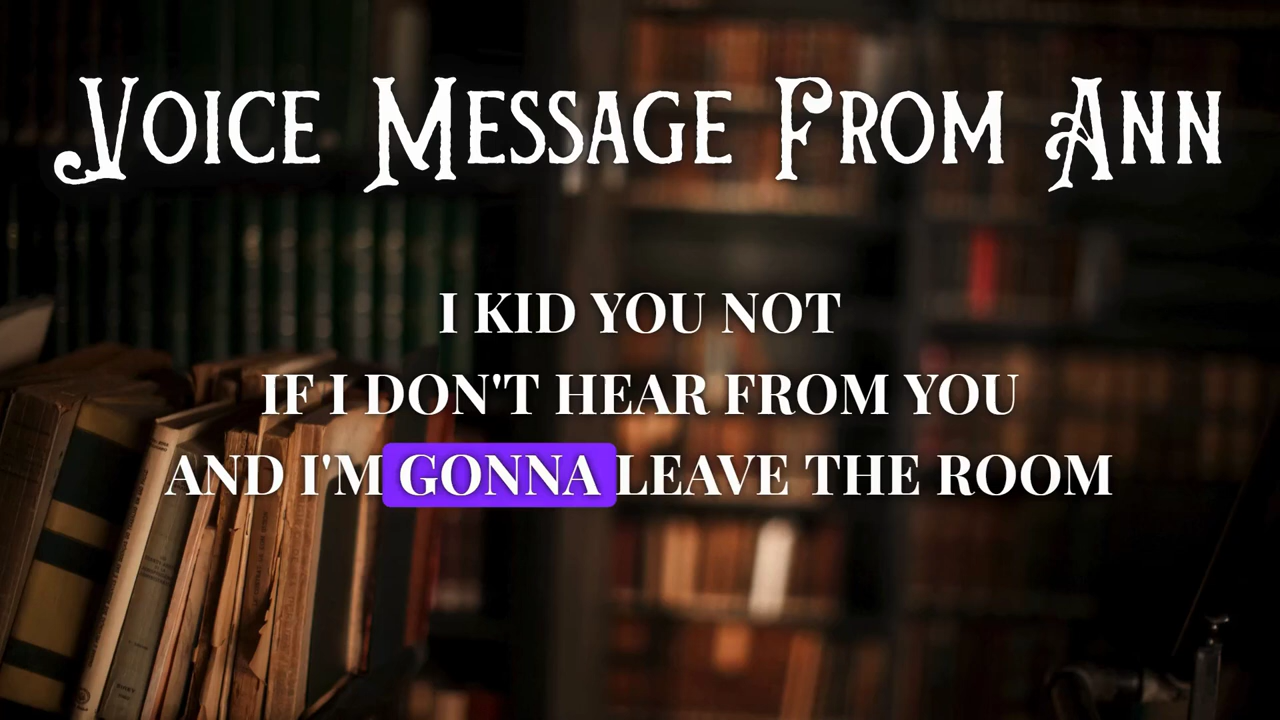 Voice Message From Ann
I KID YOU NOT
IF I DON'T HEAR FROM YOU
AND I'M GONNA LEAVE THE ROOM